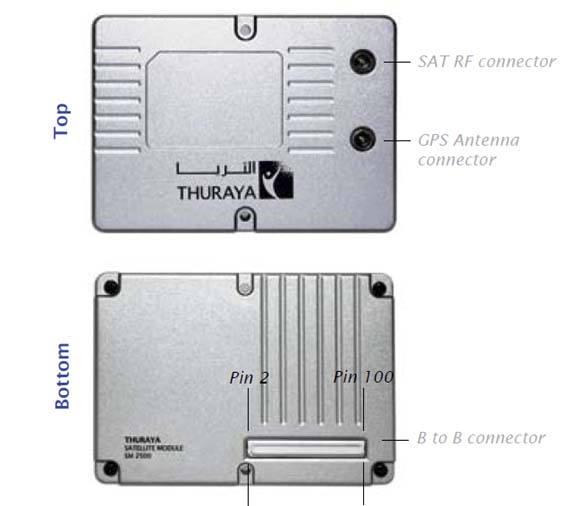 Top
SAT RF connector
GPS Antenna
connector
الثريا
THURAYA
Bottom
Pin 2
Pin 100
B to B connector
THURAYA
SATELLITE MODULE
SM 2500